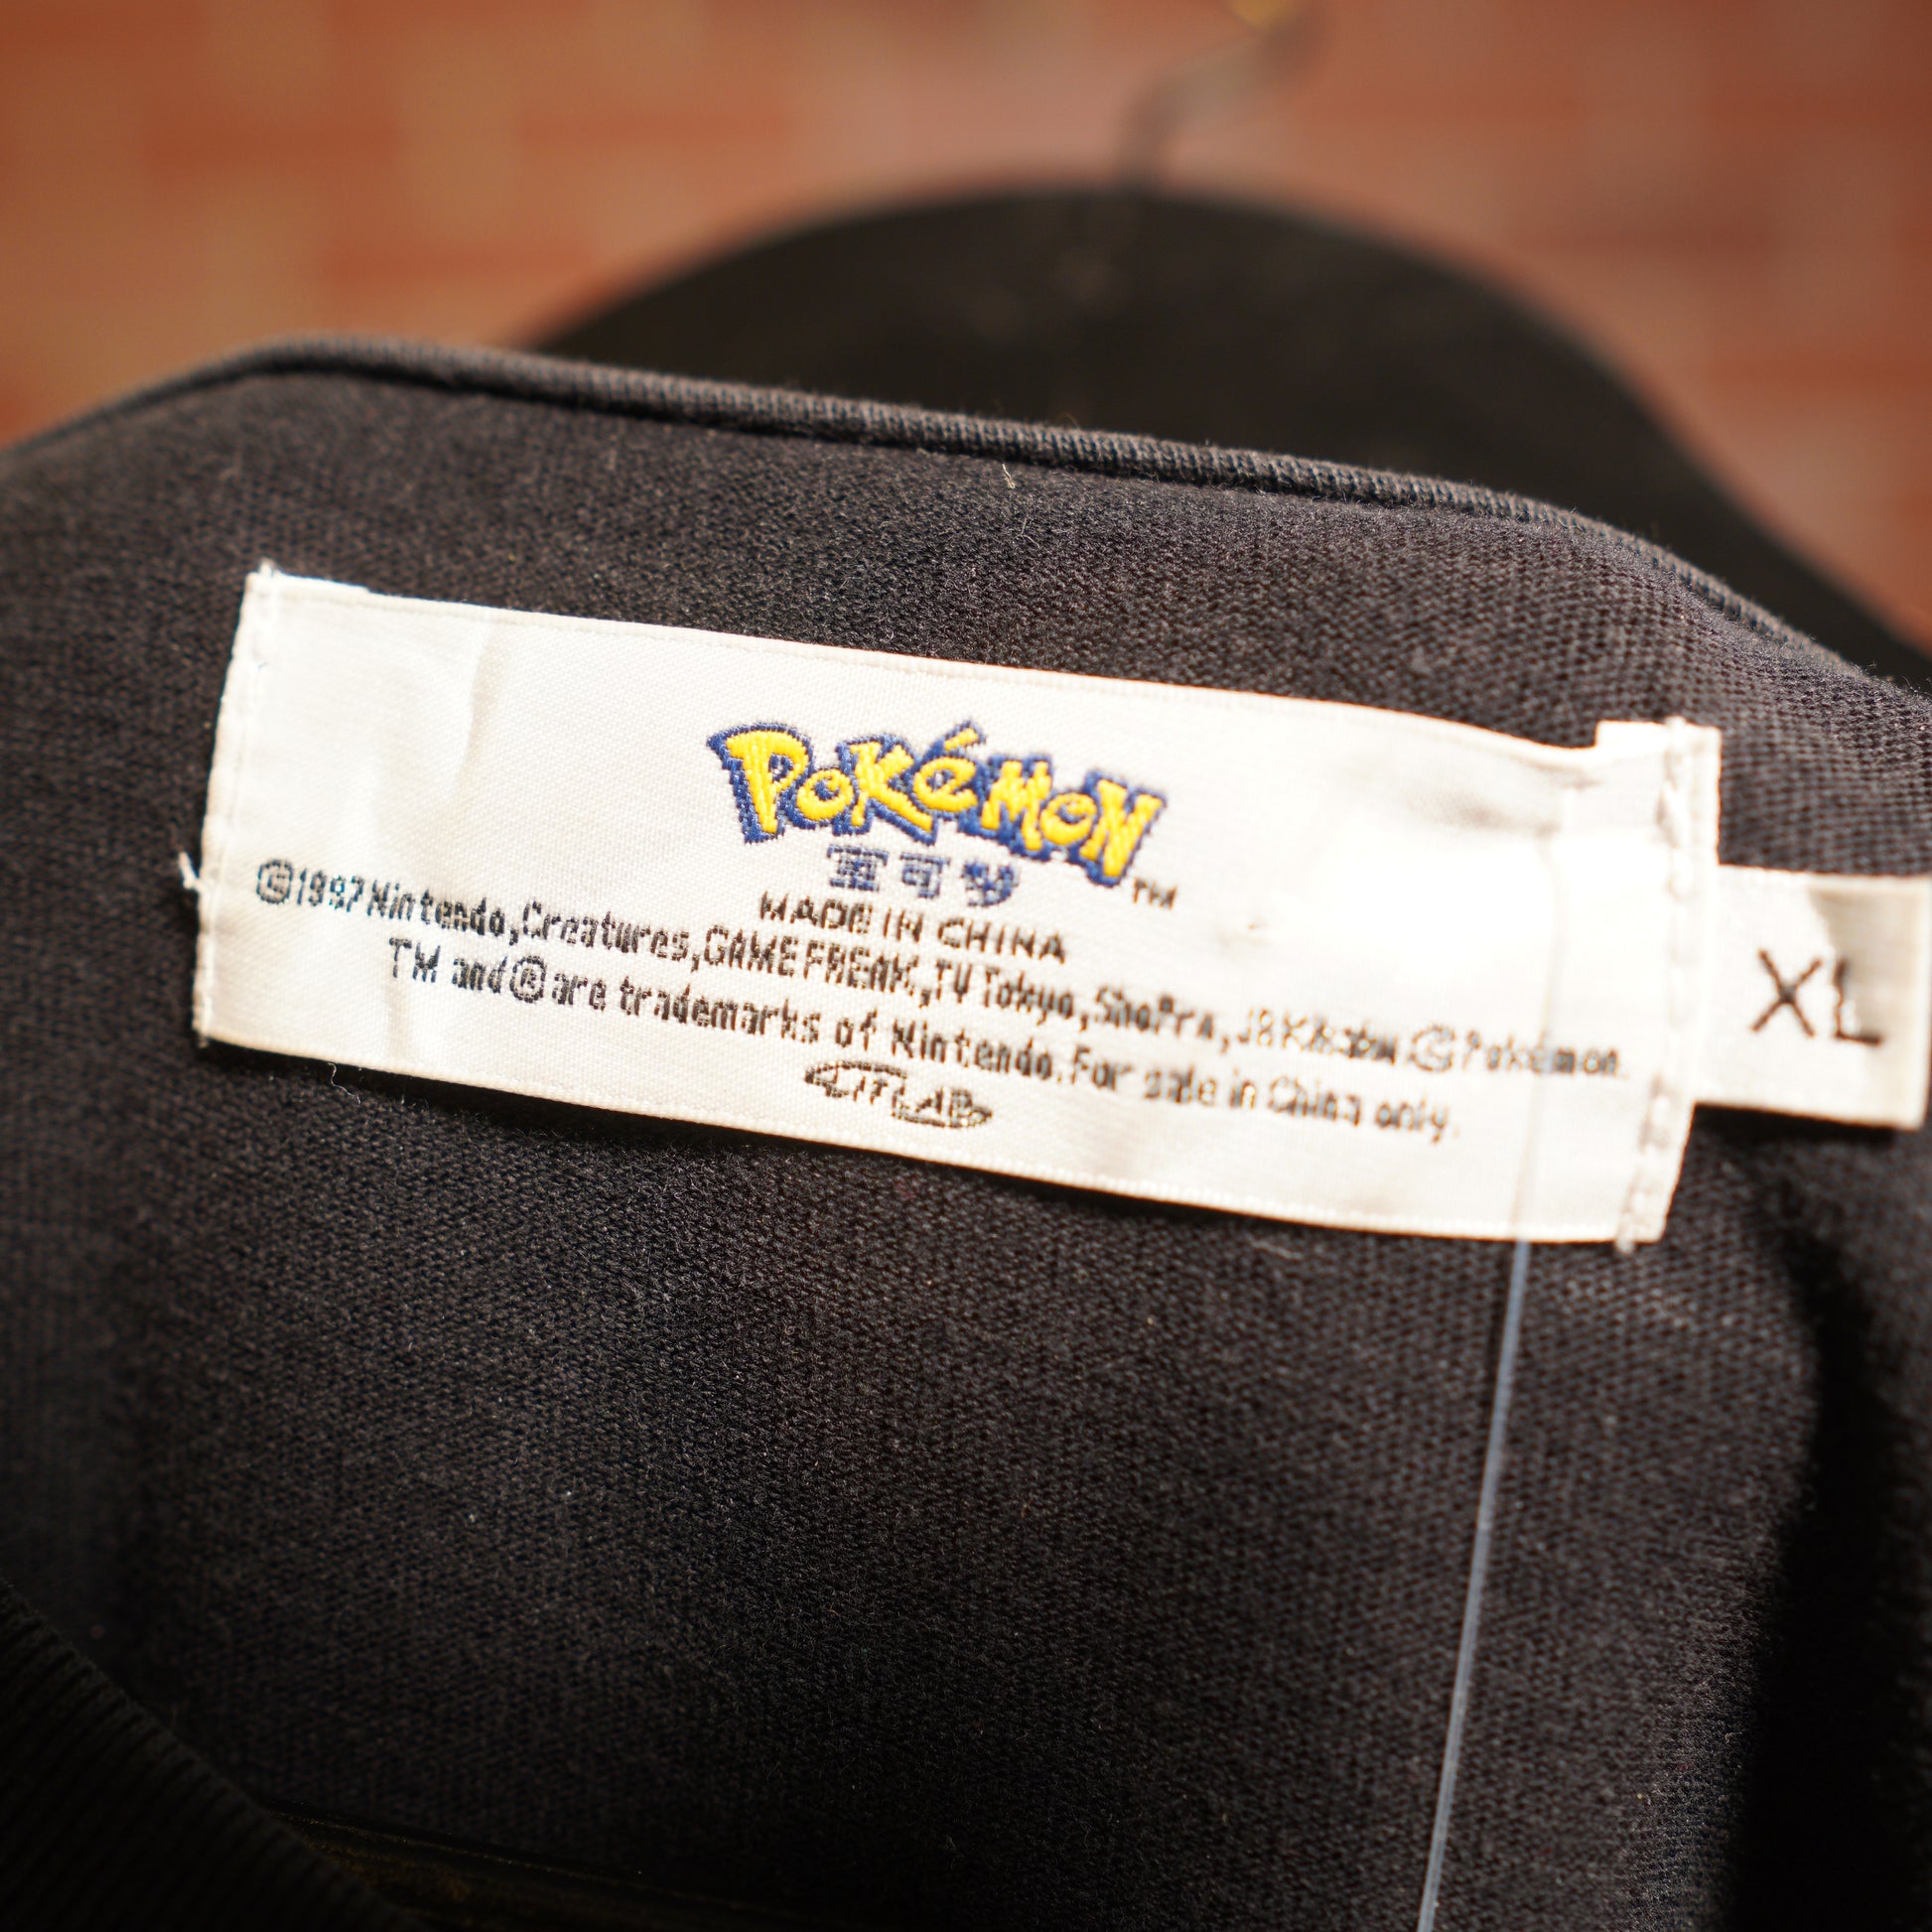 POKéMON
宝可梦 TM
MADE IN CHINA
©1997 Nintendo,Creatures,GAME FREAK,TV Tokyo,ShoPro,JR Kikaku.©Pokémon.
TM and ® are trademarks of Nintendo.For sale in China only.
LITLAB
XL